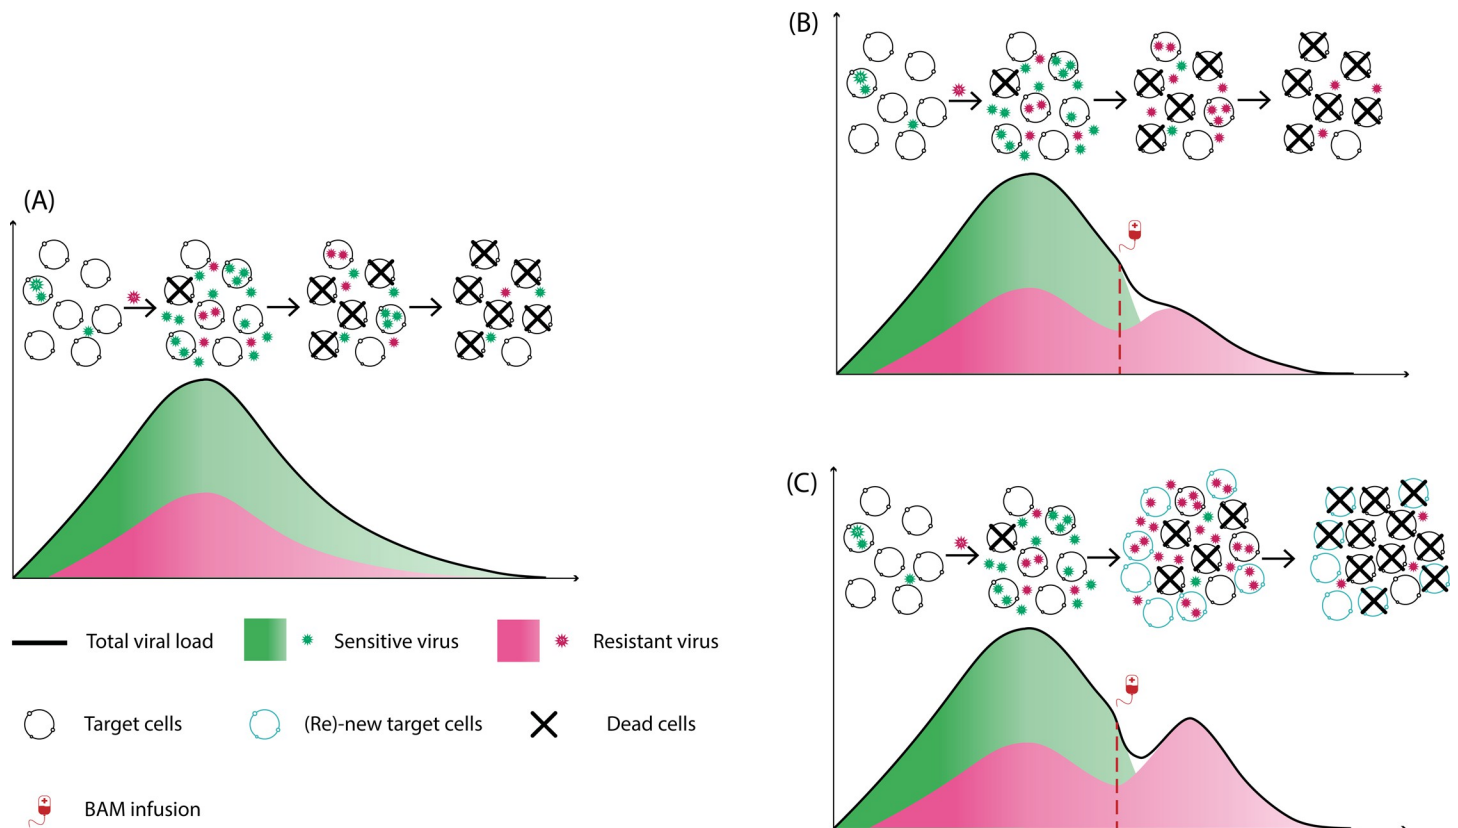 (A)
(B)
(C)
Total viral load
Sensitive virus
Resistant virus
Target cells
(Re)-new target cells
Dead cells
BAM infusion